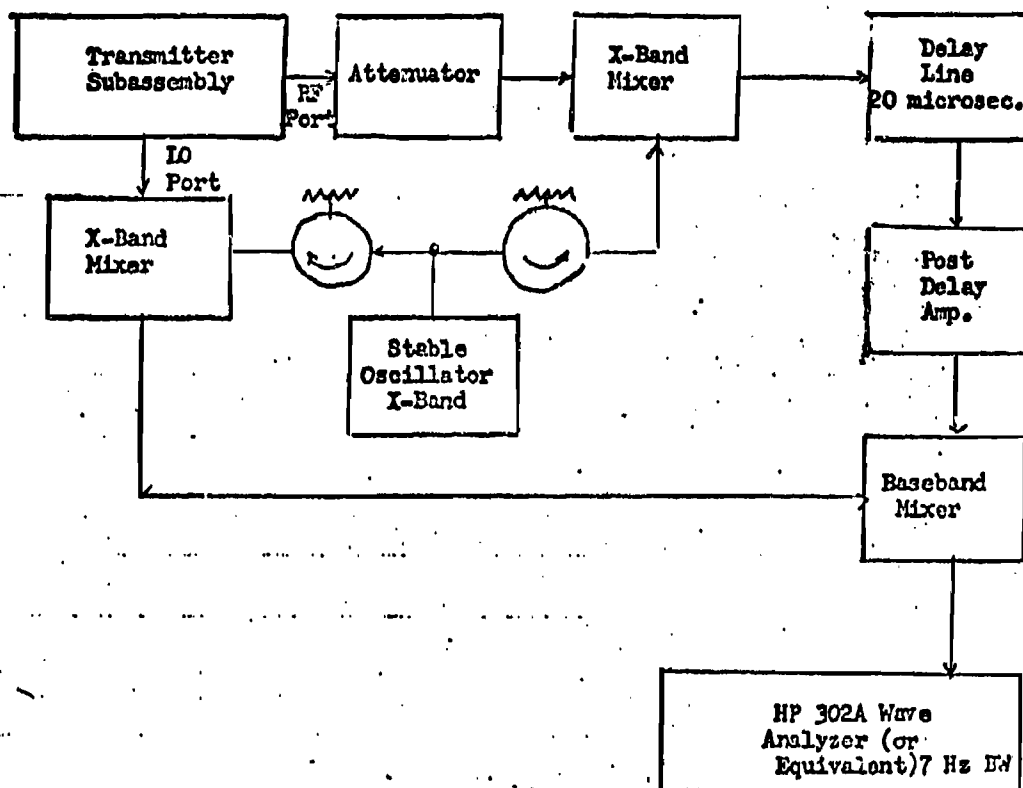 Transmitter
Subassembly
RF
Port
Attenuator
X-Band
Mixer
Delay
Line
20 microsec.
LO
Port
X-Band
Mixer
Stable
Oscillator
X-Band
Post
Delay
Amp.
Baseband
Mixer
HP 302A Wave
Analyzer (or
Equivalent)7 Hz BW